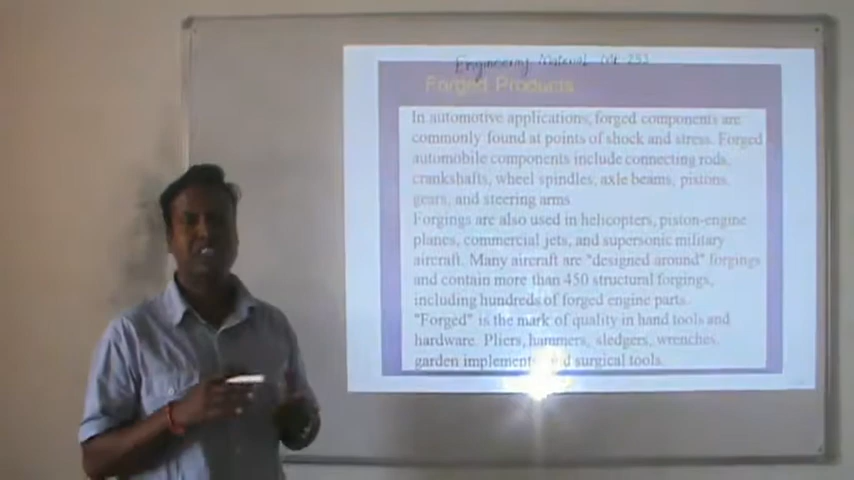 Engineering Material ME 233
Forged Products
In automotive applications, forged components are
commonly found at points of shock and stress. Forged
automobile components include connecting rods,
crankshafts, wheel spindles, axle beams, pistons,
gears, and steering arms.
Forgings are also used in helicopters, piston-engine
planes, commercial jets, and supersonic military
aircraft. Many aircraft are "designed around" forgings
and contain more than 450 structural forgings,
including hundreds of forged engine parts.
"Forged" is the mark of quality in hand tools and
hardware. Pliers, hammers, sledgers, wrenches,
garden implements and surgical tools.